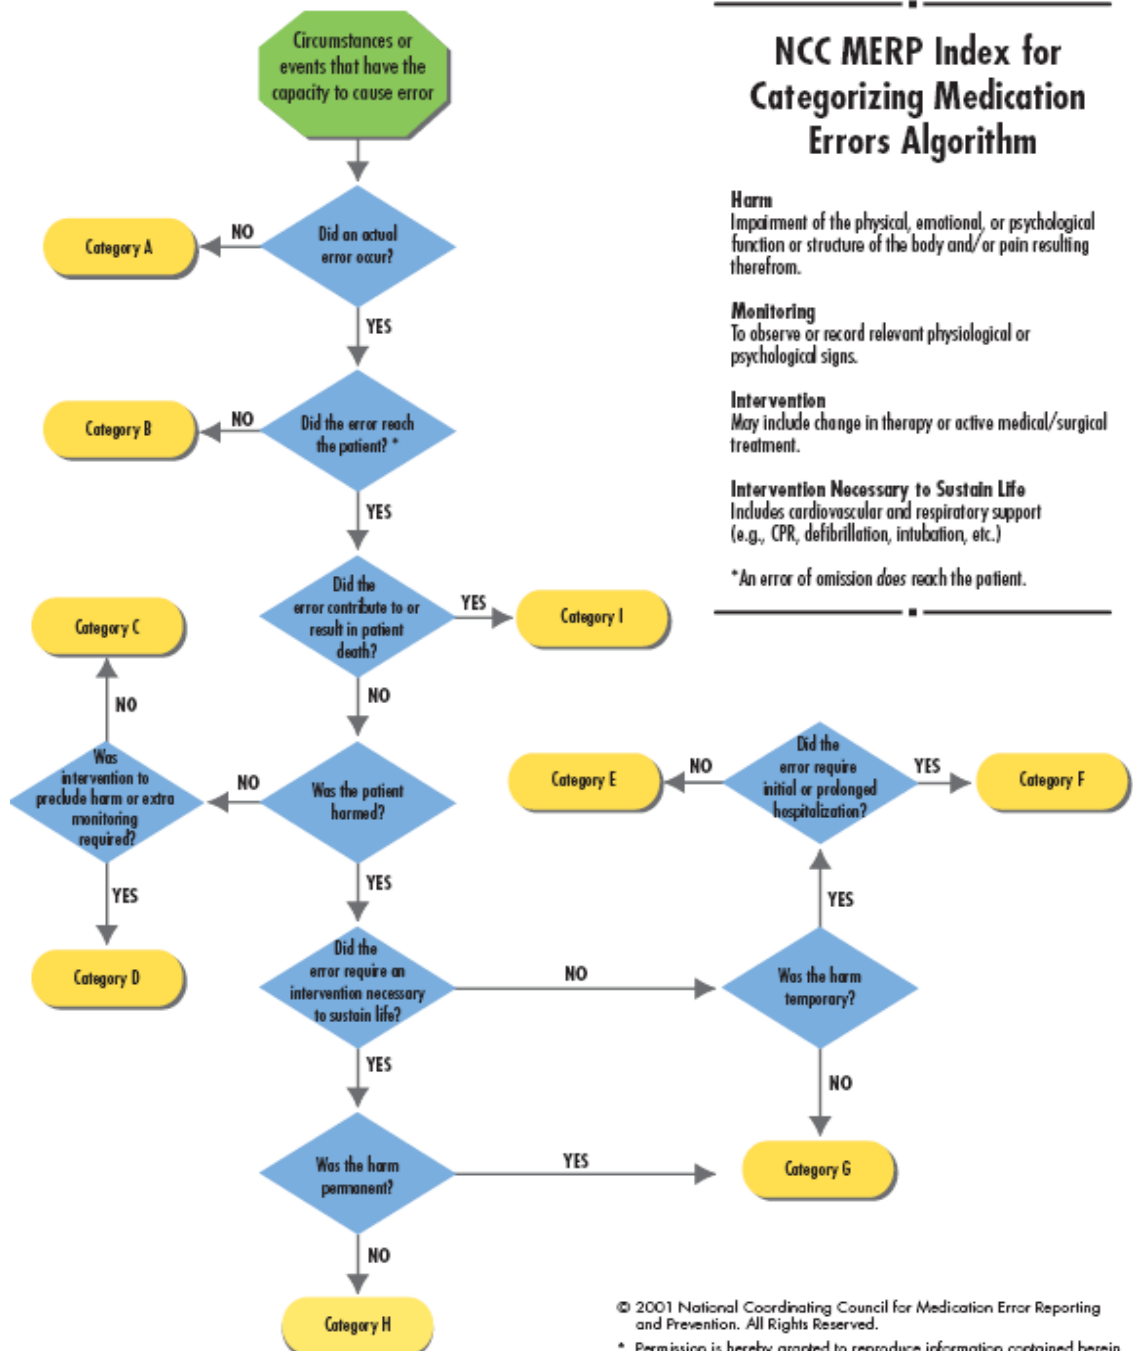 Circumstances or
events that have the
capacity to cause error
NCC MERP Index for
Categorizing Medication
Errors Algorithm
Harm
Impairment of the physical, emotional, or psychological
function or structure of the body and/or pain resulting
therefrom.
Monitoring
To observe or record relevant physiological or
psychological signs.
Intervention
May include change in therapy or active medical/surgical
treatment.
Intervention Necessary to Sustain Life
Includes cardiovascular and respiratory support
(e.g., CPR, defibrillation, intubation, etc.)
*An error of omission does reach the patient.
Did an actual
error occur?
NO
Category A
YES
Did the error reach
the patient? *
NO
Category B
YES
Did the
error contribute to or
result in patient
death?
YES
Category I
NO
Was the patient
harmed?
NO
Was
intervention to
preclude harm or extra
monitoring
required?
NO
Category C
YES
Category D
YES
Did the
error require an
intervention necessary
to sustain life?
NO
Was the harm
temporary?
YES
Did the
error require
initial or prolonged
hospitalization?
NO
Category E
YES
Category F
NO
Category G
YES
Was the harm
permanent?
YES
NO
Category H
© 2001 National Coordinating Council for Medication Error Reporting
and Prevention. All Rights Reserved.
* Permission is hereby granted to reproduce information contained herein